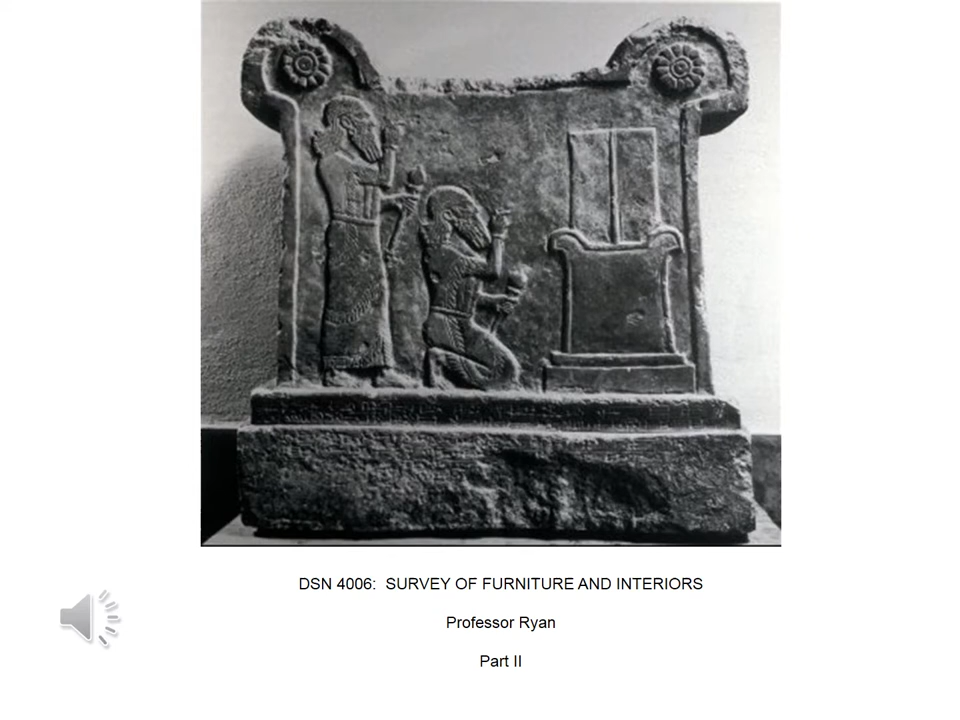 DSN 4006:  SURVEY OF FURNITURE AND INTERIORS
Professor Ryan
Part II